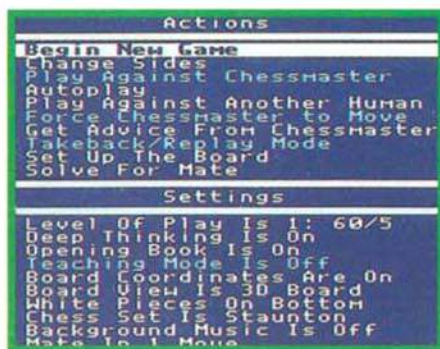 Actions
Begin New Game
Change Sides
Play Against Chessmaster
Autoplay
Play Against Another Human
Force Chessmaster to Move
Get Advice From Chessmaster
Takeback/Replay Mode
Set Up The Board
Solve For Mate
Settings
Level Of Play Is 1: 60/5
Deep Thinking Is On
Opening Book Is On
Teaching Mode Is Off
Board Coordinates Are On
Board View Is 3D Board
White Pieces On Bottom
Chess Set Is Staunton
Background Music Is Off
Mate In 1 Move